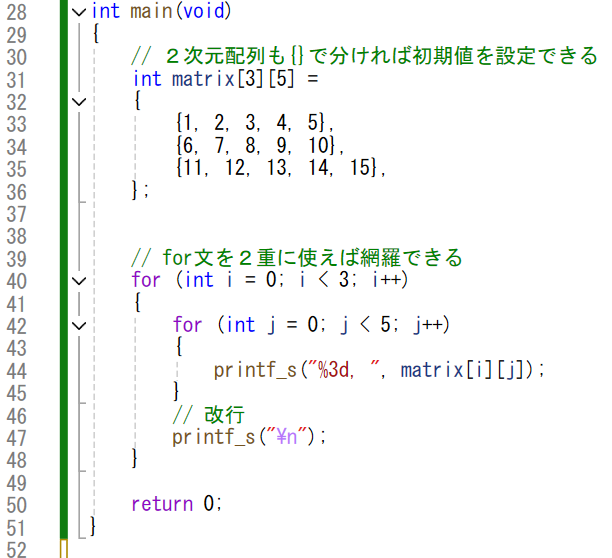 28 int main(void)
29 {
30 // ２次元配列も{}で分ければ初期値を設定できる
31 int matrix[3][5] =
32 {
33 {1, 2, 3, 4, 5},
34 {6, 7, 8, 9, 10},
35 {11, 12, 13, 14, 15},
36 };
37
38
39 // for文を２重に使えば網羅できる
40 for (int i = 0; i < 3; i++)
41 {
42 for (int j = 0; j < 5; j++)
43 {
44 printf_s("%3d, ", matrix[i][j]);
45 }
46 // 改行
47 printf_s("¥n");
48 }
49
50 return 0;
51 }
52